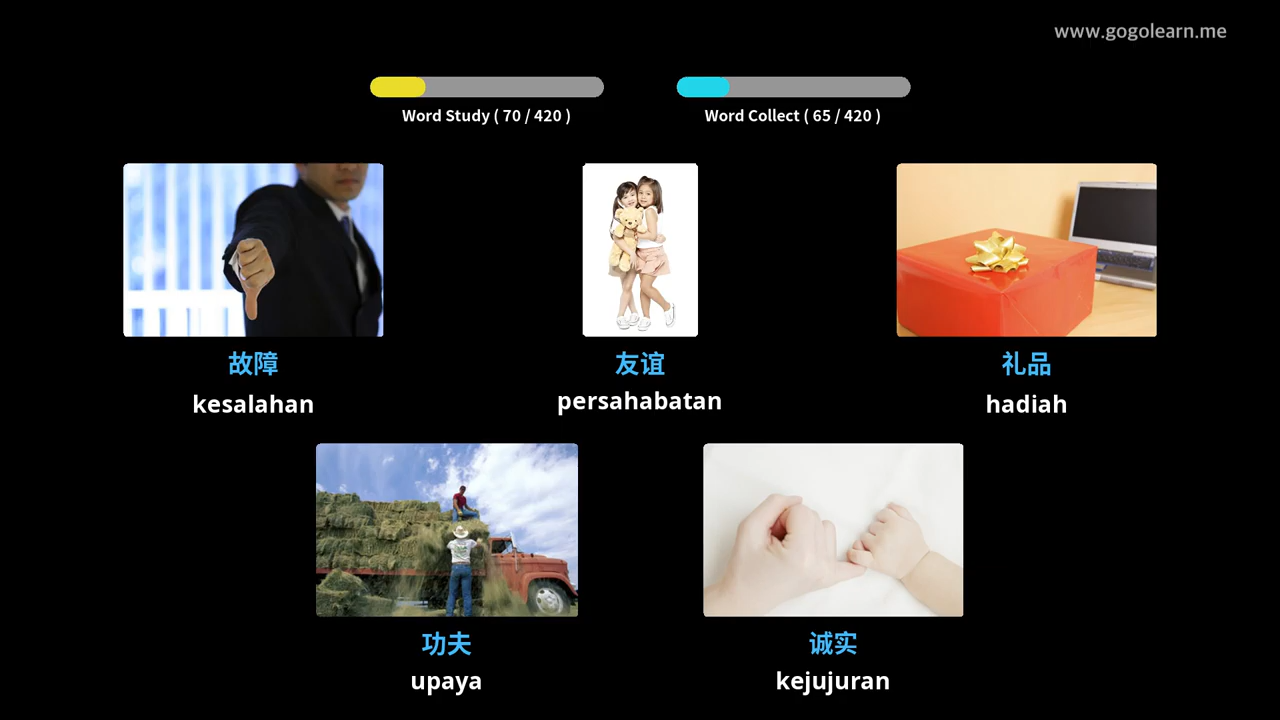 www.gogolearn.me
Word Study ( 70 / 420 )
Word Collect ( 65 / 420 )
故障
kesalahan
友谊
persahabatan
礼品
hadiah
功夫
upaya
诚实
kejujuran